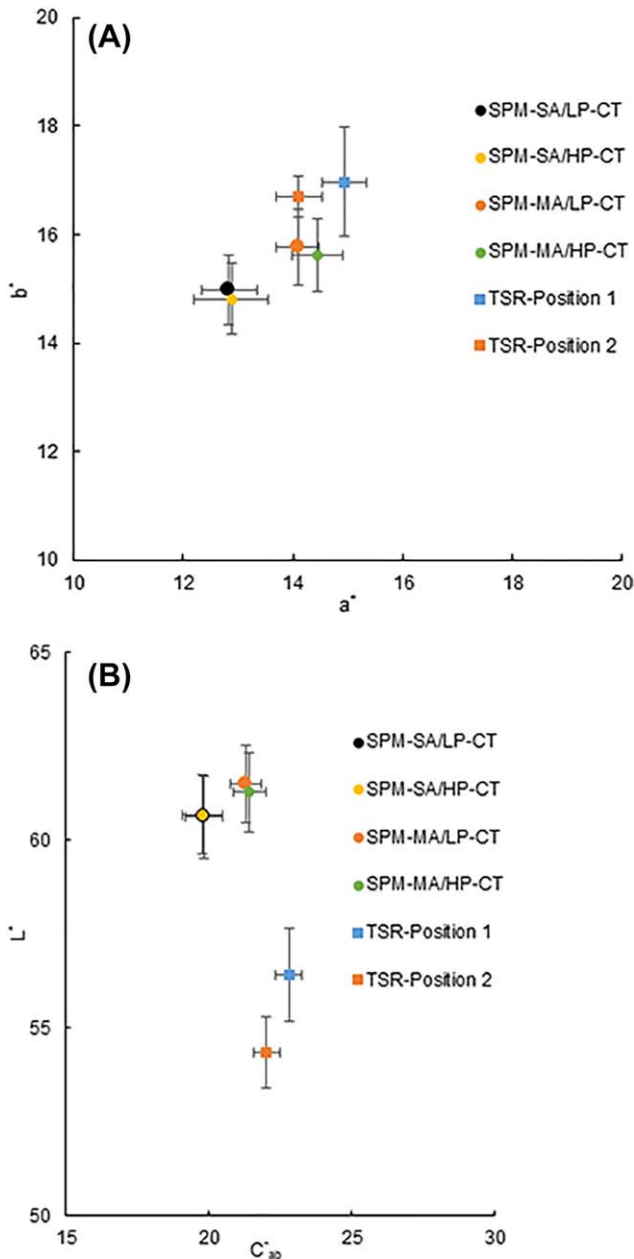 (A)
20
18
16
14
12
10
b*
10 12 14 16 18 20
a*
SPM-SA/LP-CT
SPM-SA/HP-CT
SPM-MA/LP-CT
SPM-MA/HP-CT
TSR-Position 1
TSR-Position 2
(B)
65
60
55
50
L*
15 20 25 30
C*ab
SPM-SA/LP-CT
SPM-SA/HP-CT
SPM-MA/LP-CT
SPM-MA/HP-CT
TSR-Position 1
TSR-Position 2